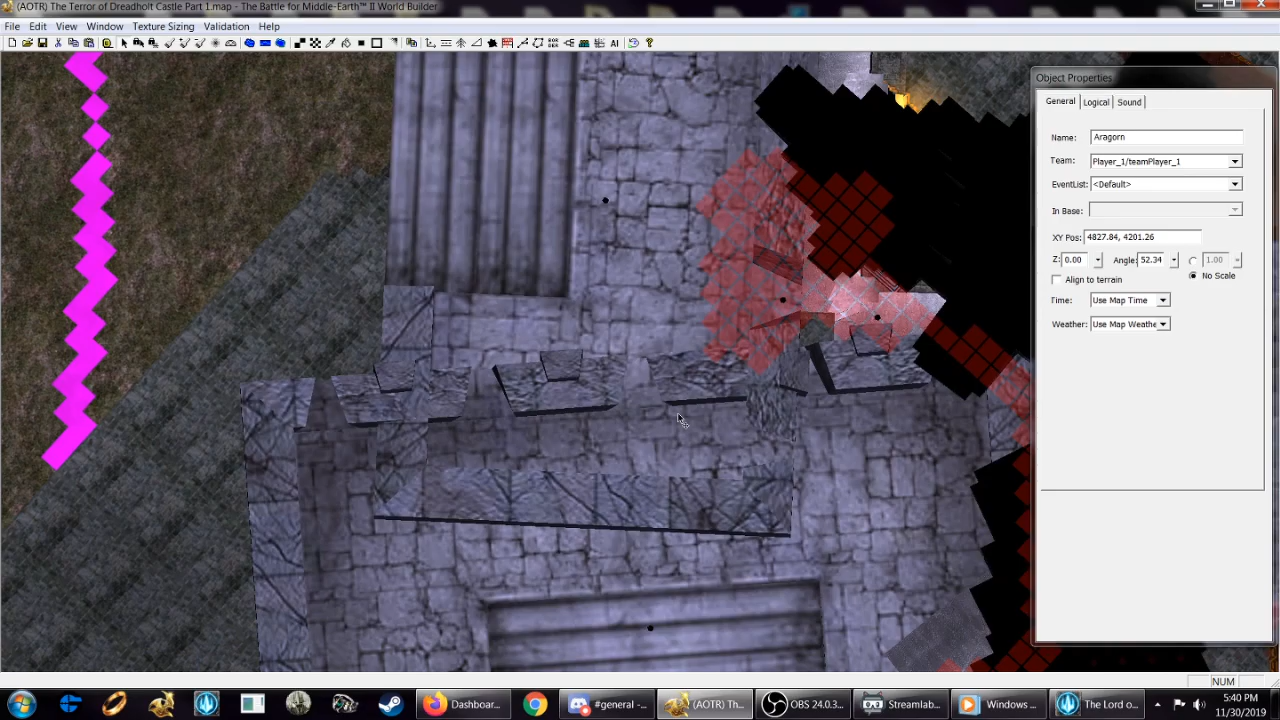 (AOTR) The Terror of Dreadholt Castle Part 1.map - The Battle for Middle-Earth™ II World Builder
File Edit View Window Texture Sizing Validation Help
AI
Object Properties
General Logical Sound
Name: Aragorn
Team: Player_1/teamPlayer_1
EventList: <Default>
In Base:
XY Pos: 4827.84, 4201.26
Z: 0.00 Angle: 52.34 1.00
No Scale
Align to terrain
Time: Use Map Time
Weather: Use Map Weathe
NUM
Dashboar... #general -... (AOTR) Th... OBS 24.0.3... Streamlab... Windows ... The Lord o...
5:40 PM
11/30/2019